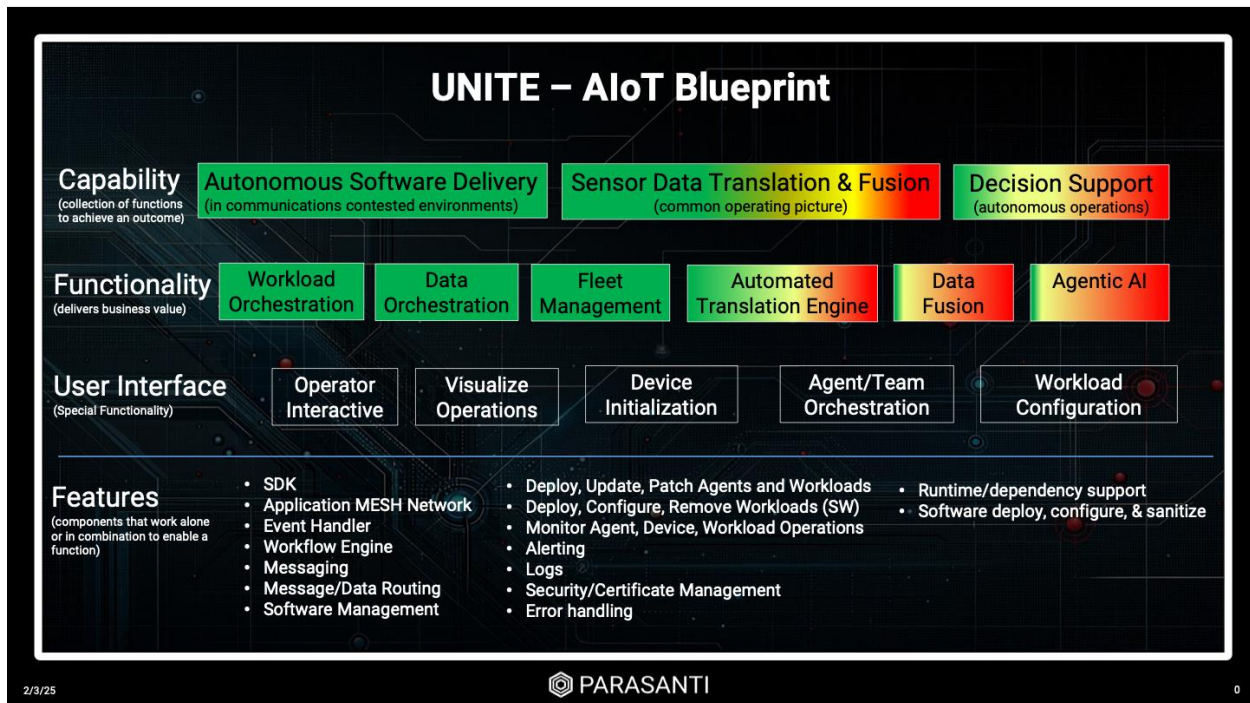 UNITE – AIoT Blueprint
Capability
(collection of functions
to achieve an outcome)
Autonomous Software Delivery
(in communications contested environments)
Sensor Data Translation & Fusion
(common operating picture)
Decision Support
(autonomous operations)
Functionality
(delivers business value)
Workload
Orchestration
Data
Orchestration
Fleet
Management
Automated
Translation Engine
Data
Fusion
Agentic AI
User Interface
(Special Functionality)
Operator
Interactive
Visualize
Operations
Device
Initialization
Agent/Team
Orchestration
Workload
Configuration
Features
(components that work alone
or in combination to enable a
function)
• SDK
• Application MESH Network
• Event Handler
• Workflow Engine
• Messaging
• Message/Data Routing
• Software Management
• Deploy, Update, Patch Agents and Workloads
• Deploy, Configure, Remove Workloads (SW)
• Monitor Agent, Device, Workload Operations
• Alerting
• Logs
• Security/Certificate Management
• Error handling
• Runtime/dependency support
• Software deploy, configure, & sanitize
2/3/25
PARASANTI
0